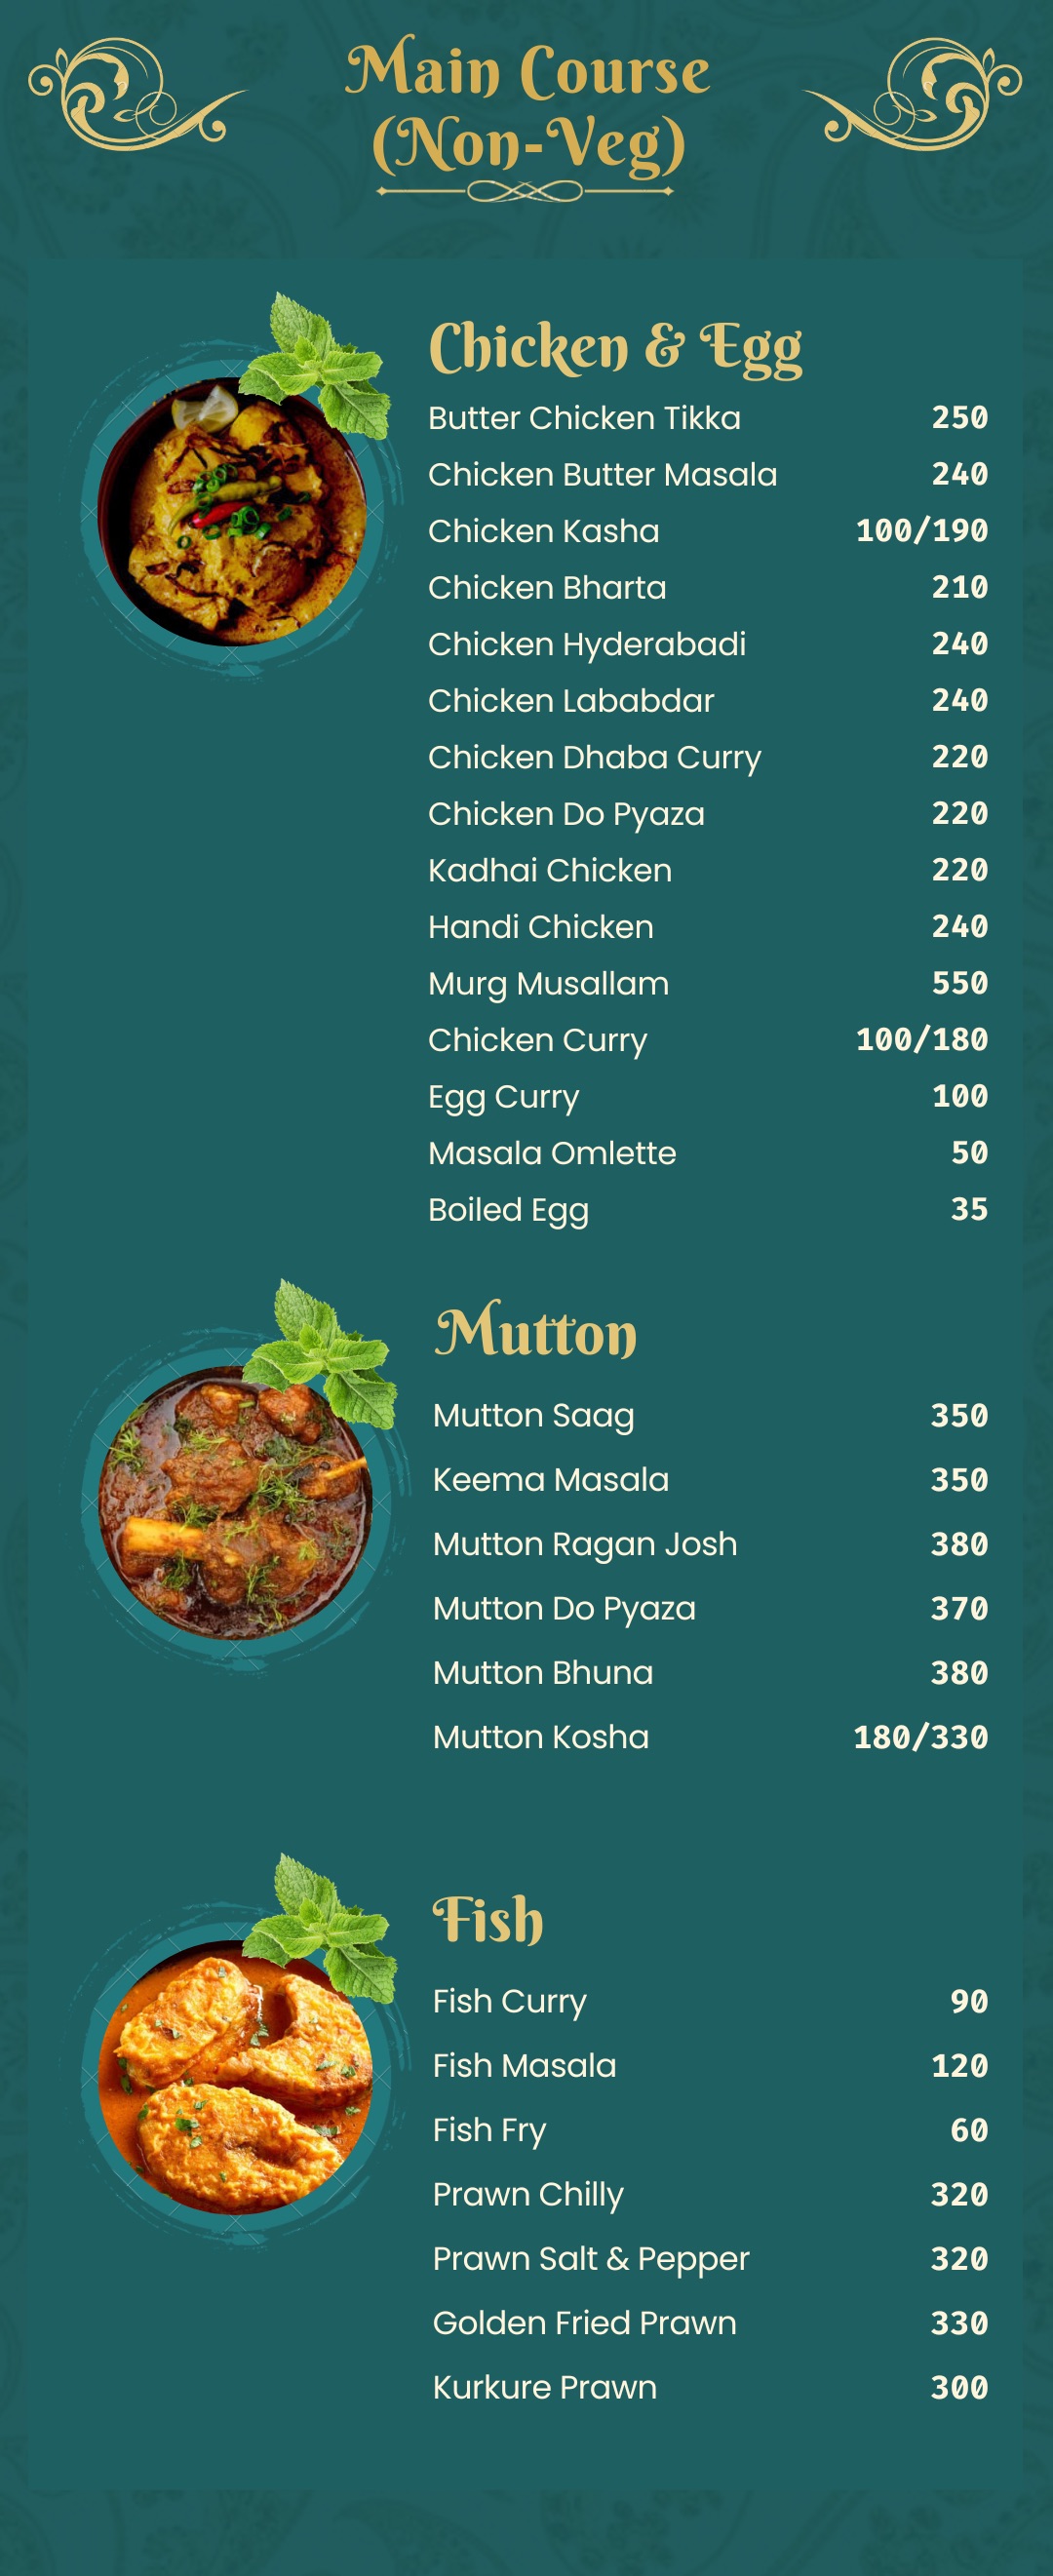 Main Course
(Non-Veg)
Chicken & Egg
Butter Chicken Tikka 250
Chicken Butter Masala 240
Chicken Kasha 100/190
Chicken Bharta 210
Chicken Hyderabadi 240
Chicken Lababdar 240
Chicken Dhaba Curry 220
Chicken Do Pyaza 220
Kadhai Chicken 220
Handi Chicken 240
Murg Musallam 550
Chicken Curry 100/180
Egg Curry 100
Masala Omlette 50
Boiled Egg 35
Mutton
Mutton Saag 350
Keema Masala 350
Mutton Ragan Josh 380
Mutton Do Pyaza 370
Mutton Bhuna 380
Mutton Kosha 180/330
Fish
Fish Curry 90
Fish Masala 120
Fish Fry 60
Prawn Chilly 320
Prawn Salt & Pepper 320
Golden Fried Prawn 330
Kurkure Prawn 300